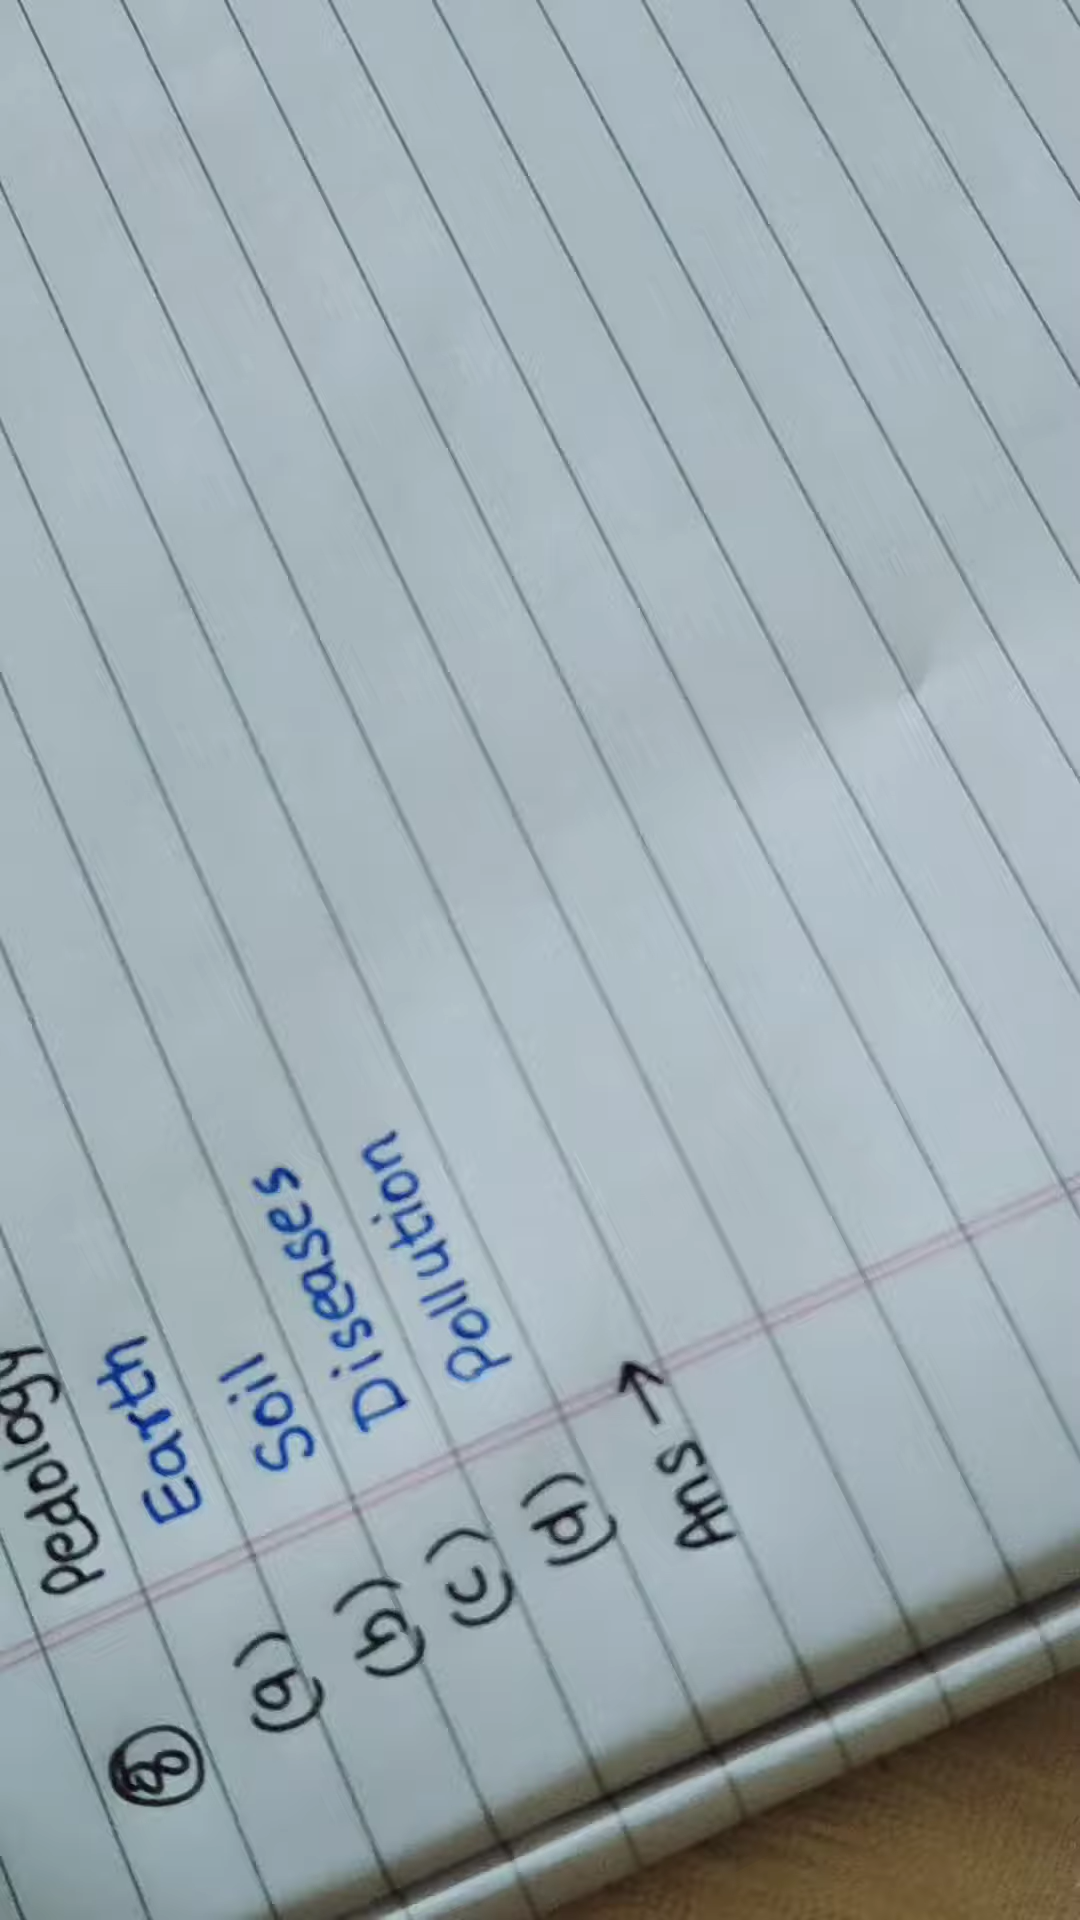 ⑧ Pedology
(a) Earth
(b) Soil
(c) Diseases
(d) Pollution
Ans →